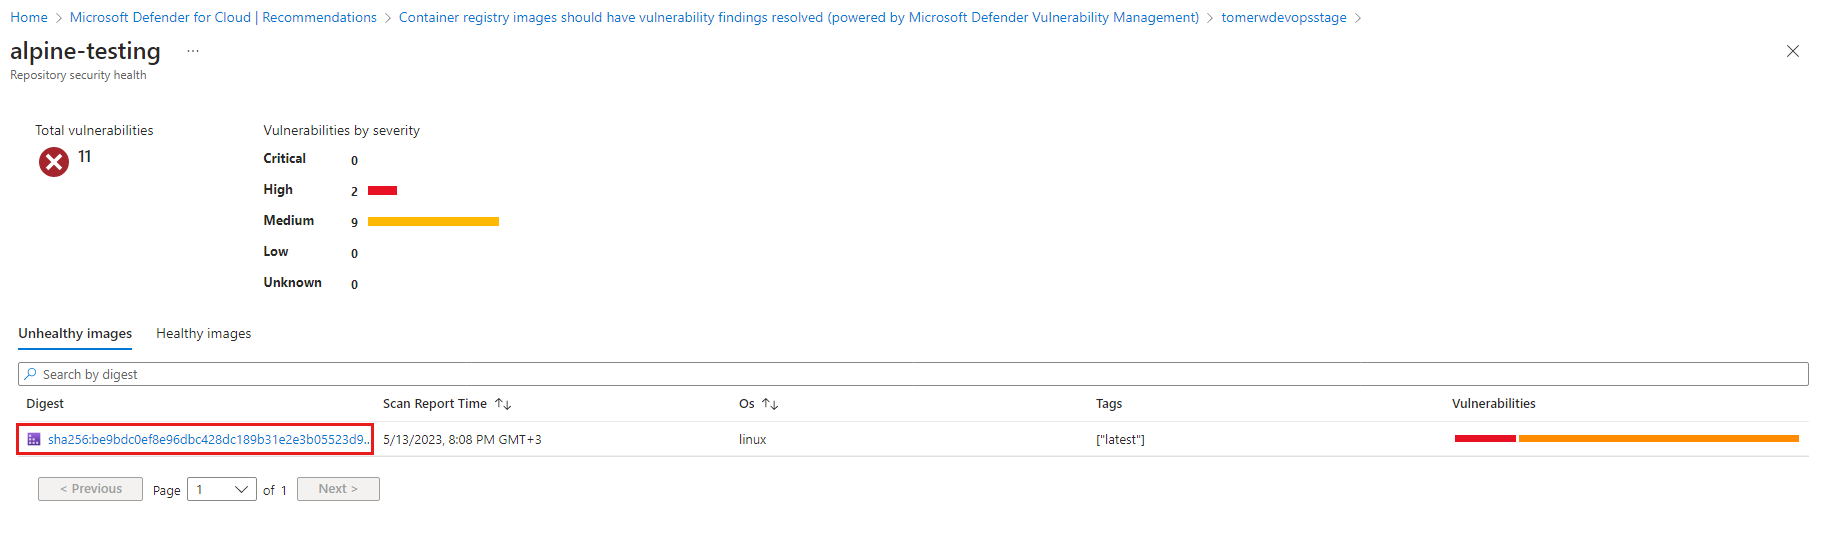 Home > Microsoft Defender for Cloud | Recommendations > Container registry images should have vulnerability findings resolved (powered by Microsoft Defender Vulnerability Management) > tomerwdevopsstage >
alpine-testing ...
Repository security health
Total vulnerabilities
11
Vulnerabilities by severity
Critical 0
High 2
Medium 9
Low 0
Unknown 0
Unhealthy images Healthy images
Search by digest
Digest Scan Report Time ↑↓ Os ↑↓ Tags Vulnerabilities
sha256:be9bdc0ef8e96dbc428dc189b31e2e3b05523d9... 5/13/2023, 8:08 PM GMT+3 linux ["latest"]
< Previous Page 1 of 1 Next >